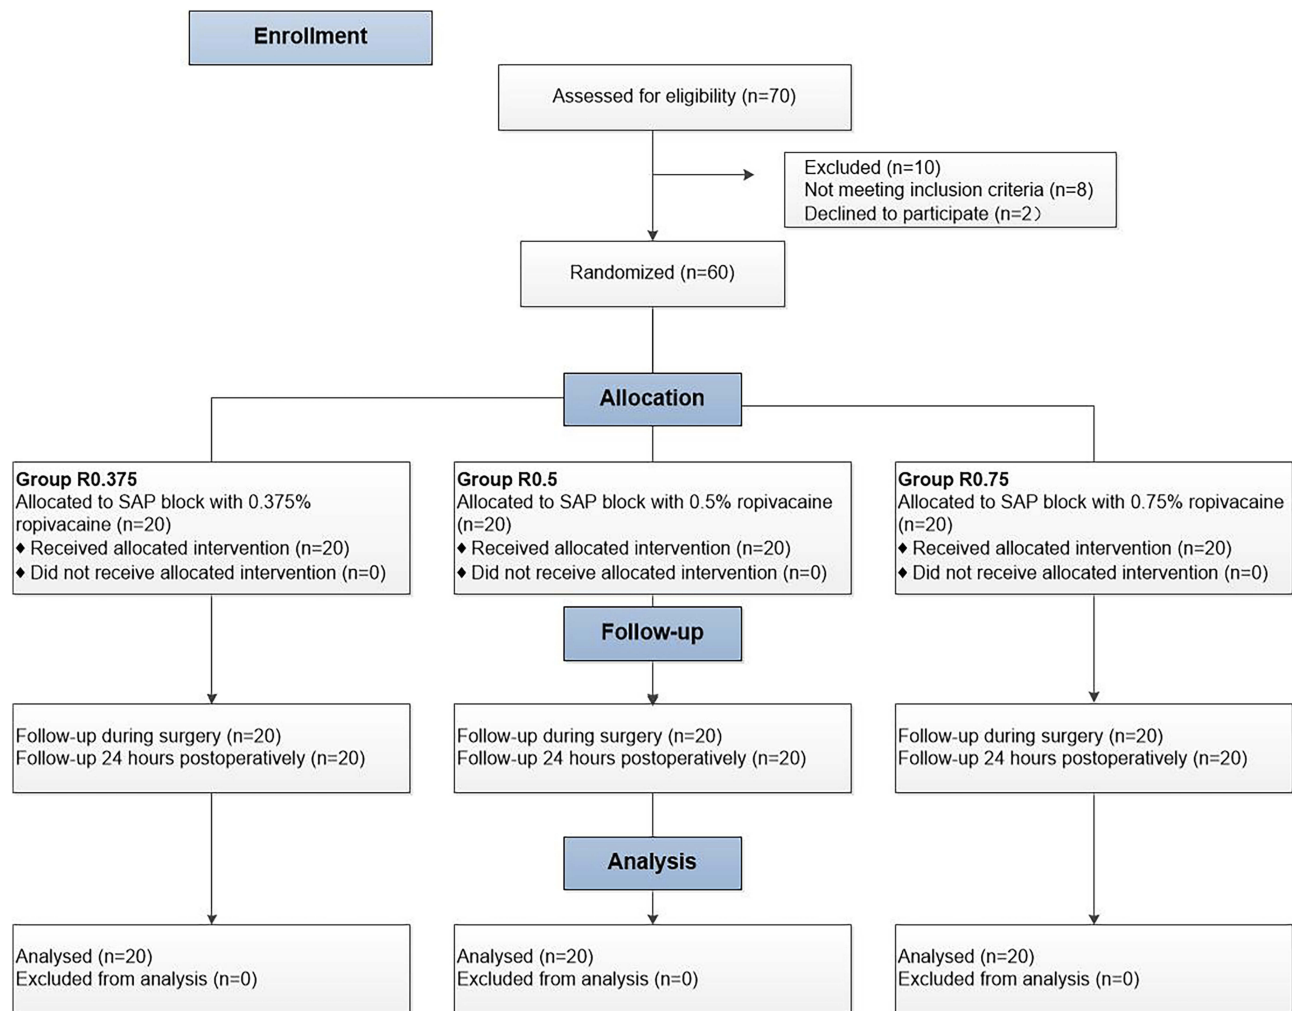 Enrollment
Assessed for eligibility (n=70)
Excluded (n=10)
Not meeting inclusion criteria (n=8)
Declined to participate (n=2）
Randomized (n=60)
Allocation
Group R0.375
Allocated to SAP block with 0.375%
ropivacaine (n=20)
♦ Received allocated intervention (n=20)
♦ Did not receive allocated intervention (n=0)
Group R0.5
Allocated to SAP block with 0.5% ropivacaine
(n=20)
♦ Received allocated intervention (n=20)
♦ Did not receive allocated intervention (n=0)
Group R0.75
Allocated to SAP block with 0.75% ropivacaine
(n=20)
♦ Received allocated intervention (n=20)
♦ Did not receive allocated intervention (n=0)
Follow-up
Follow-up during surgery (n=20)
Follow-up 24 hours postoperatively (n=20)
Follow-up during surgery (n=20)
Follow-up 24 hours postoperatively (n=20)
Follow-up during surgery (n=20)
Follow-up 24 hours postoperatively (n=20)
Analysis
Analysed (n=20)
Excluded from analysis (n=0)
Analysed (n=20)
Excluded from analysis (n=0)
Analysed (n=20)
Excluded from analysis (n=0)